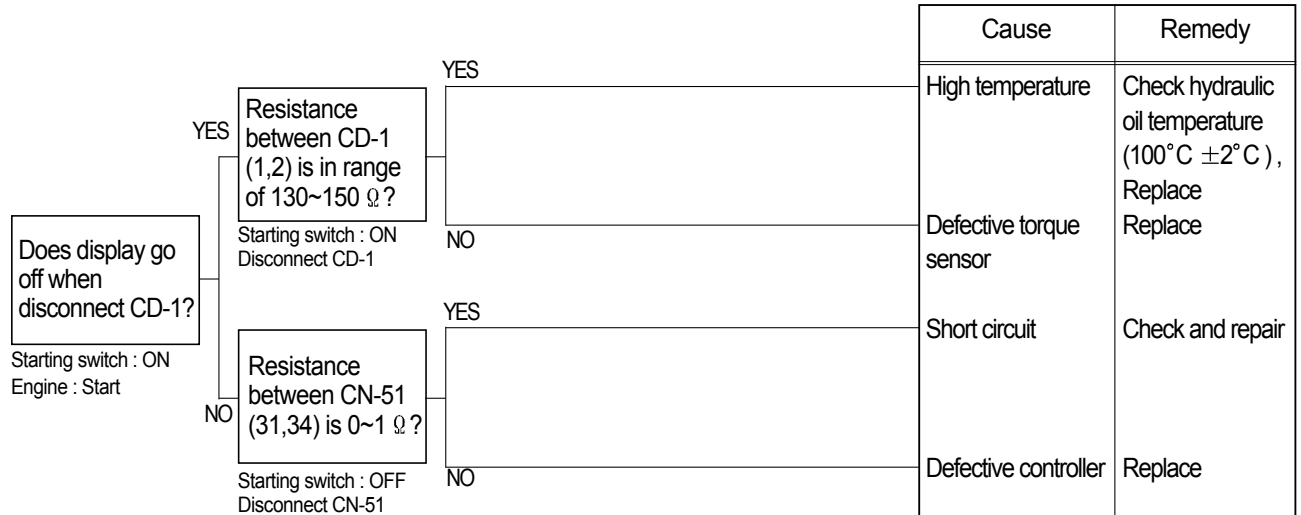 Does display go
off when
disconnect CD-1?
Starting switch : ON
Engine : Start
YES
Resistance
between CD-1
(1,2) is in range
of 130~150 Ω?
Starting switch : ON
Disconnect CD-1
NO
Resistance
between CN-51
(31,34) is 0~1 Ω?
Starting switch : OFF
Disconnect CN-51
YES
NO
YES
NO
Cause
Remedy
High temperature
Check hydraulic
oil temperature
(100°C ±2°C ),
Replace
Defective torque
sensor
Replace
Short circuit
Check and repair
Defective controller
Replace